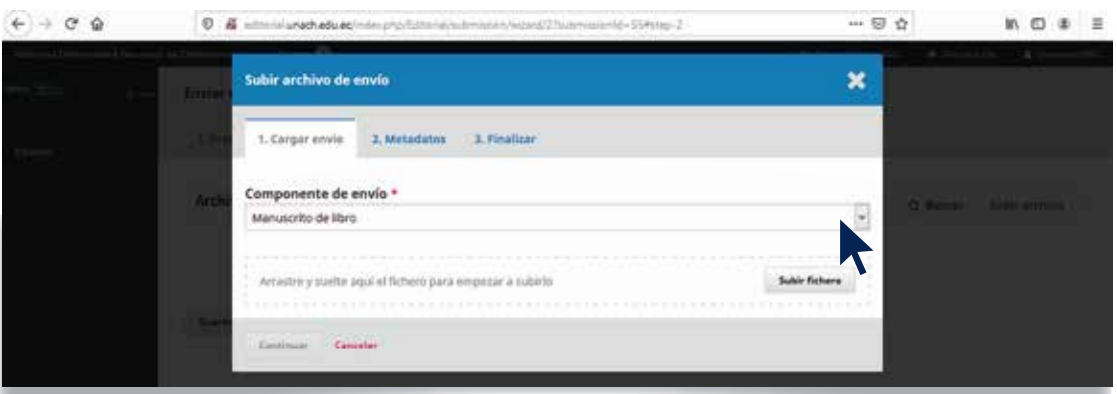 editorial.unach.edu.ec/index.php/Editorial/submission/wizard/2?submissionId=55#step-2
Subir archivo de envío
1. Cargar envío
2. Metadatos
3. Finalizar
Componente de envío *
Manuscrito de libro
Arrastre y suelte aquí el fichero para empezar a subirlo
Subir fichero
Continuar
Cancelar
Buscar